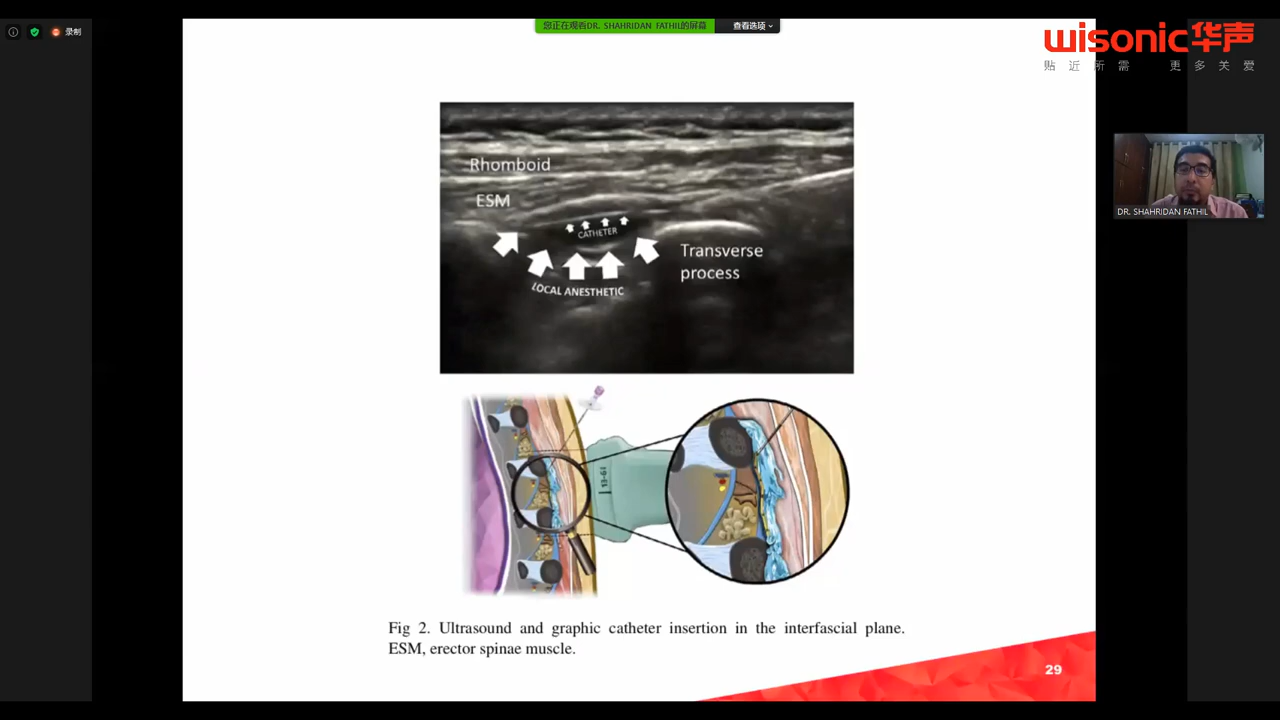 录制
您正在观看DR. SHAHRIDAN FATHIL的屏幕
查看选项
wisonic华声
贴近所需 更多关爱
Rhomboid
ESM
CATHETER
Transverse
process
LOCAL ANESTHETIC
DR. SHAHRIDAN FATHIL
Fig 2. Ultrasound and graphic catheter insertion in the interfascial plane.
ESM, erector spinae muscle.
29